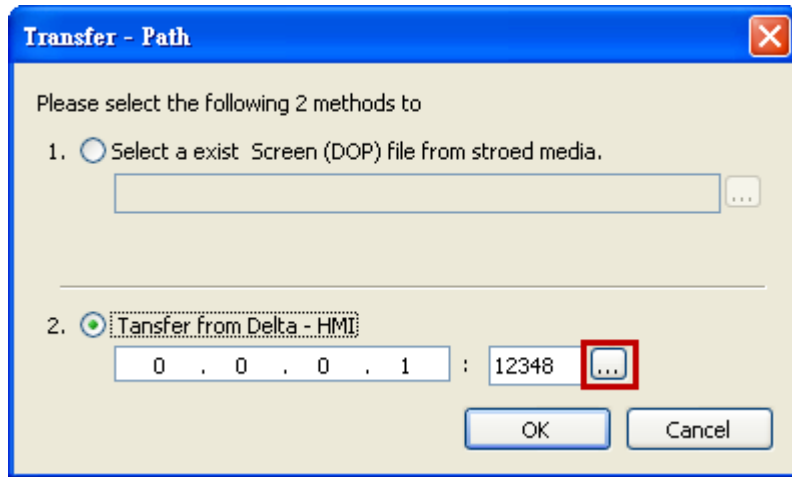 Transfer - Path
Please select the following 2 methods to
1. Select a exist Screen (DOP) file from stroed media.
...
2. Tansfer from Delta - HMI
0 . 0 . 0 . 1 : 12348 ...
OK Cancel